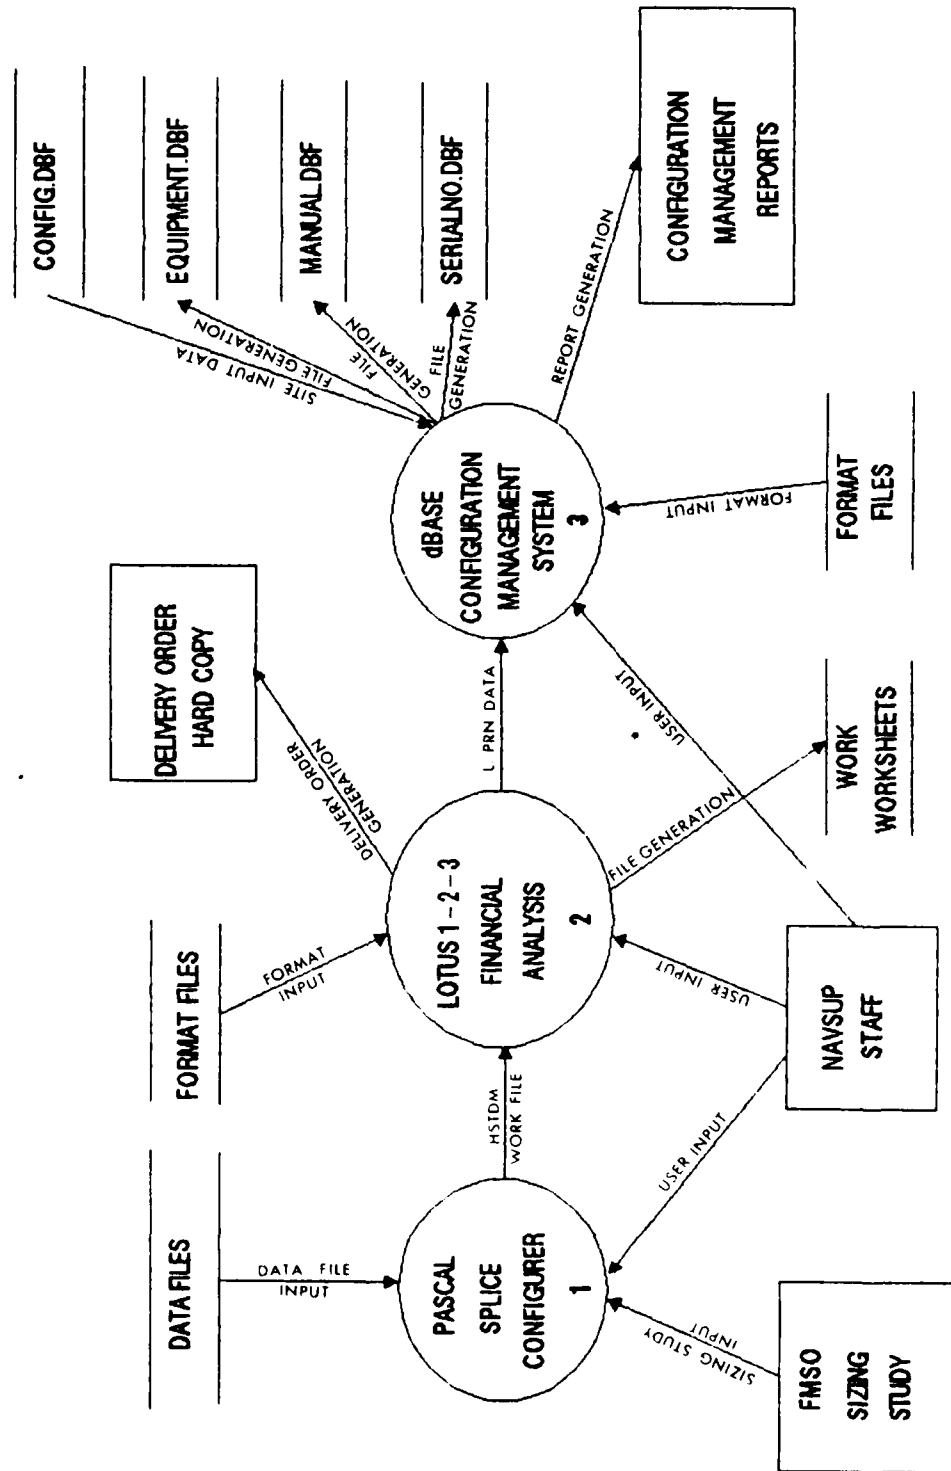 DATA FILES
FORMAT FILES
DELIVERY ORDER
HARD COPY
CONFIG.DBF
EQUIPMENT.DBF
MANUAL.DBF
SERIALNO.DBF
DATA FILE
INPUT
FORMAT
INPUT
DELIVERY ORDER
GENERATION
SITE INPUT DATA
FILE GENERATION
FILE
GENERATION
FILE
GENERATION
PASCAL
SPLICE
CONFIGURER
1
HSTDM
WORK FILE
LOTUS 1-2-3
FINANCIAL
ANALYSIS
2
L PRN DATA
dBASE
CONFIGURATION
MANAGEMENT
SYSTEM
3
REPORT GENERATION
SIZING STUDY
INPUT
USER INPUT
USER INPUT
FILE GENERATION
USER INPUT
FORMAT INPUT
FMSO
SIZING
STUDY
NAVSUP
STAFF
WORK
WORKSHEETS
FORMAT
FILES
CONFIGURATION
MANAGEMENT
REPORTS